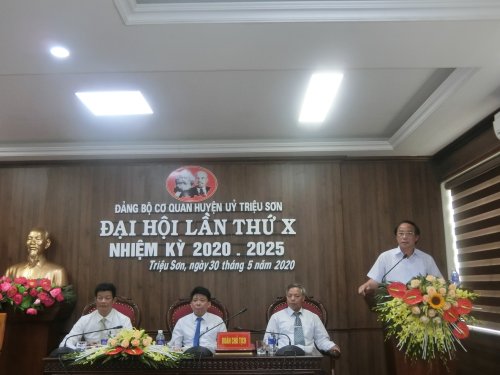 ĐẢNG BỘ CƠ QUAN HUYỆN UỶ TRIỆU SƠN
ĐẠI HỘI LẦN THỨ X
NHIỆM KỲ 2020 - 2025
Triệu Sơn, ngày 30 tháng 5 năm 2020
ĐOÀN CHỦ TỊCH